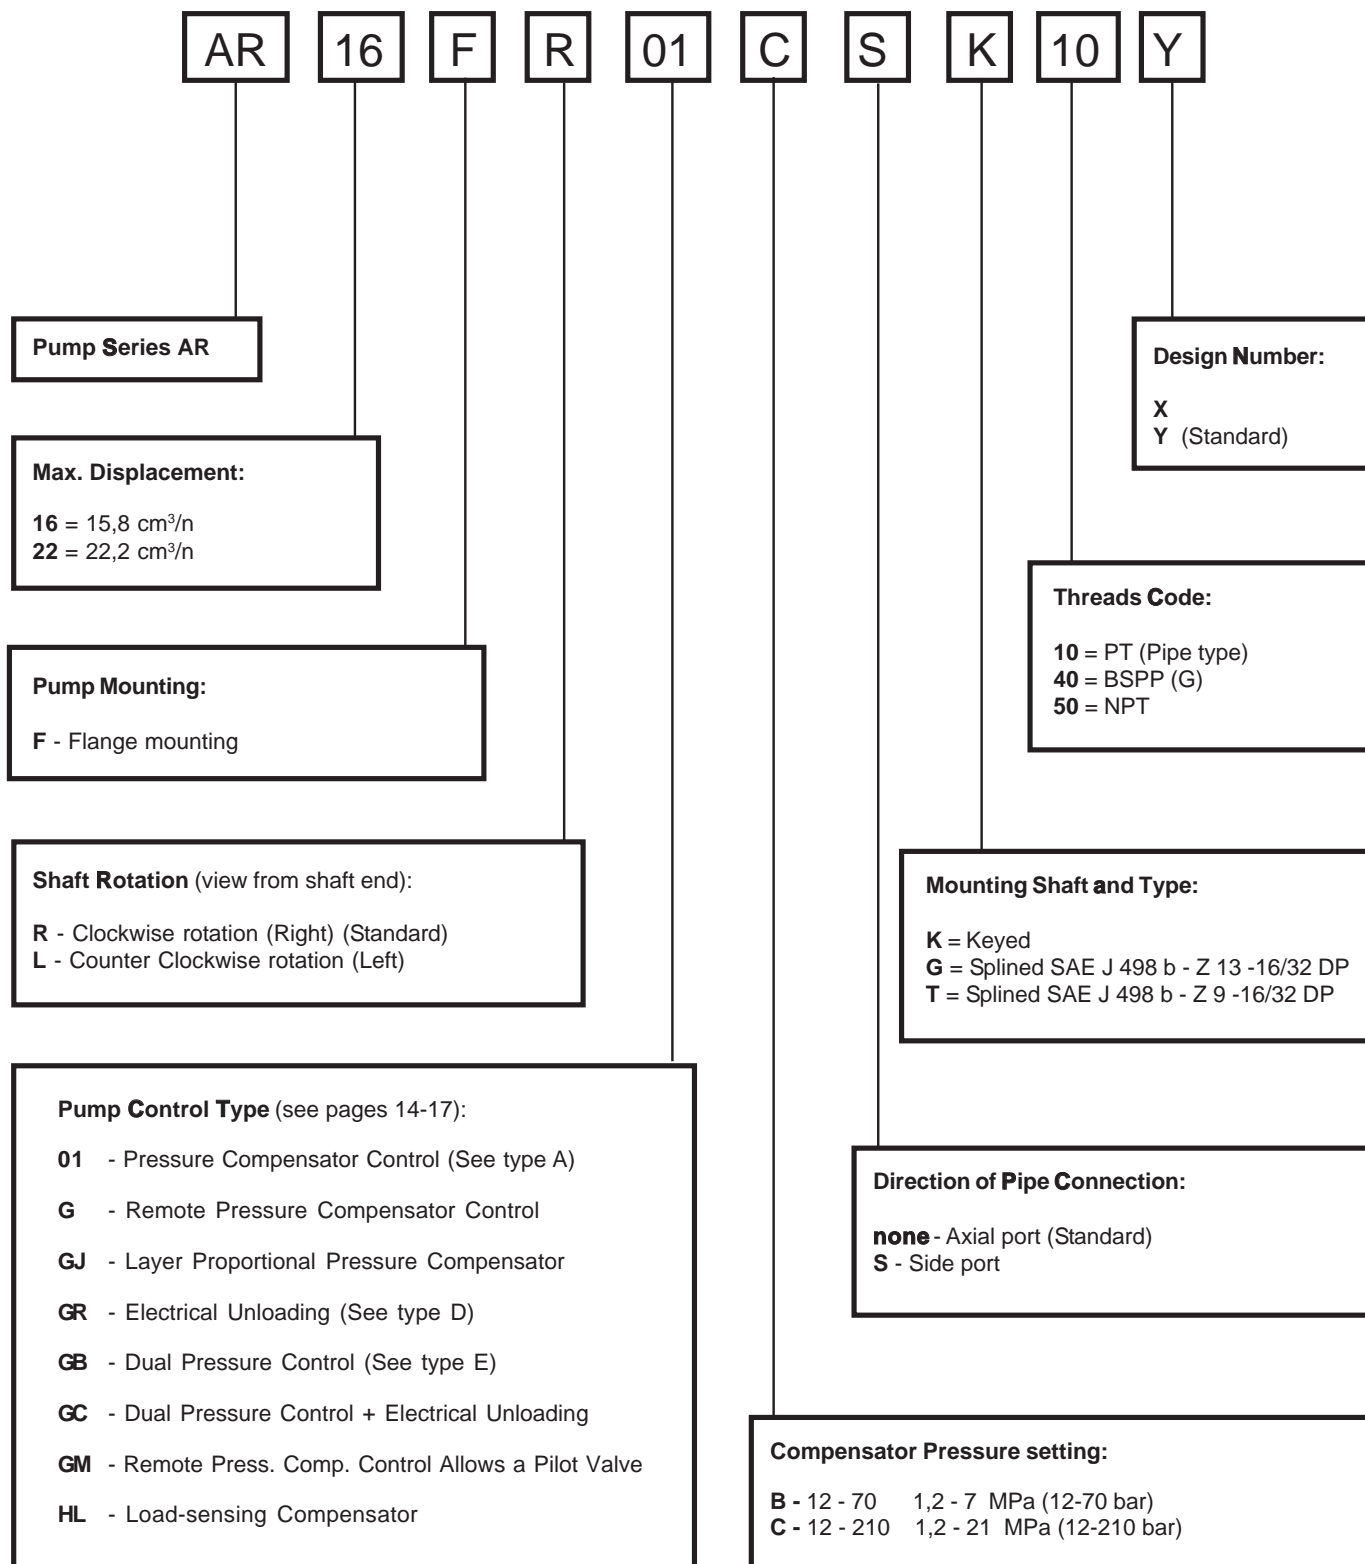 AR 16 F R 01 C S K 10 Y
Pump Series AR
Max. Displacement:
16 = 15,8 cm³/n
22 = 22,2 cm³/n
Pump Mounting:
F - Flange mounting
Shaft Rotation (view from shaft end):
R - Clockwise rotation (Right) (Standard)
L - Counter Clockwise rotation (Left)
Pump Control Type (see pages 14-17):
01 - Pressure Compensator Control (See type A)
G - Remote Pressure Compensator Control
GJ - Layer Proportional Pressure Compensator
GR - Electrical Unloading (See type D)
GB - Dual Pressure Control (See type E)
GC - Dual Pressure Control + Electrical Unloading
GM - Remote Press. Comp. Control Allows a Pilot Valve
HL - Load-sensing Compensator
Design Number:
X
Y (Standard)
Threads Code:
10 = PT (Pipe type)
40 = BSPP (G)
50 = NPT
Mounting Shaft and Type:
K = Keyed
G = Splined SAE J 498 b - Z 13 -16/32 DP
T = Splined SAE J 498 b - Z 9 -16/32 DP
Direction of Pipe Connection:
none - Axial port (Standard)
S - Side port
Compensator Pressure setting:
B - 12 - 70 1,2 - 7 MPa (12-70 bar)
C - 12 - 210 1,2 - 21 MPa (12-210 bar)